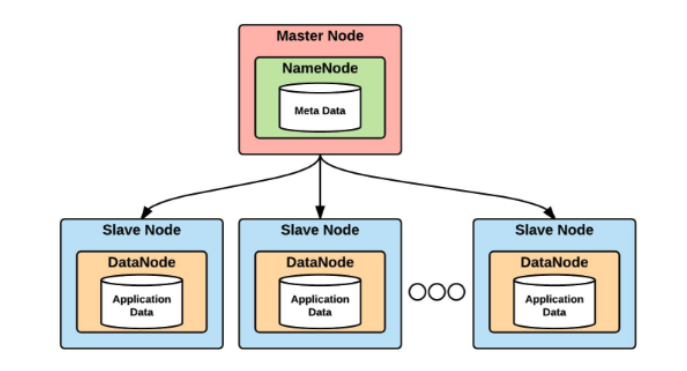 Master Node
NameNode
Meta Data
Slave Node
DataNode
Application
Data
Slave Node
DataNode
Application
Data
Slave Node
DataNode
Application
Data